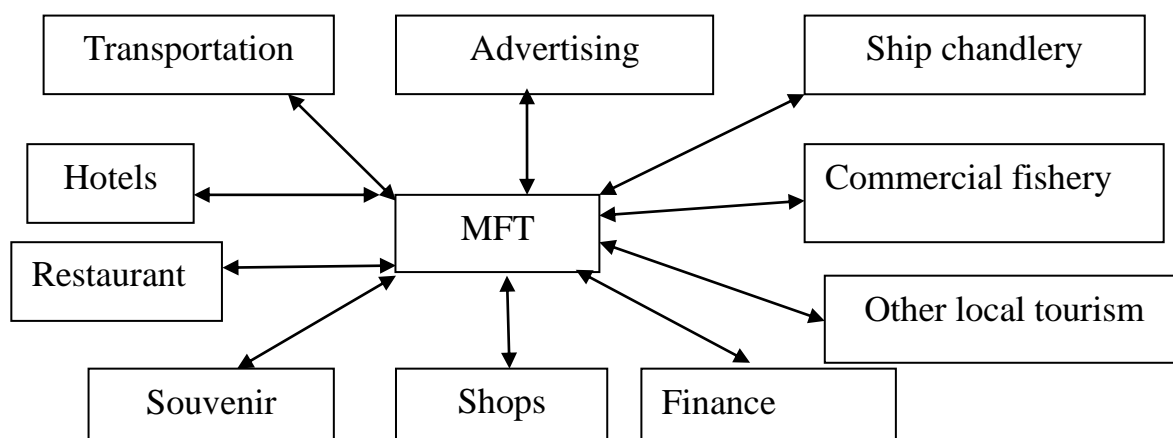 Transportation
Advertising
Ship chandlery
Hotels
Commercial fishery
MFT
Restaurant
Other local tourism
Souvenir
Shops
Finance